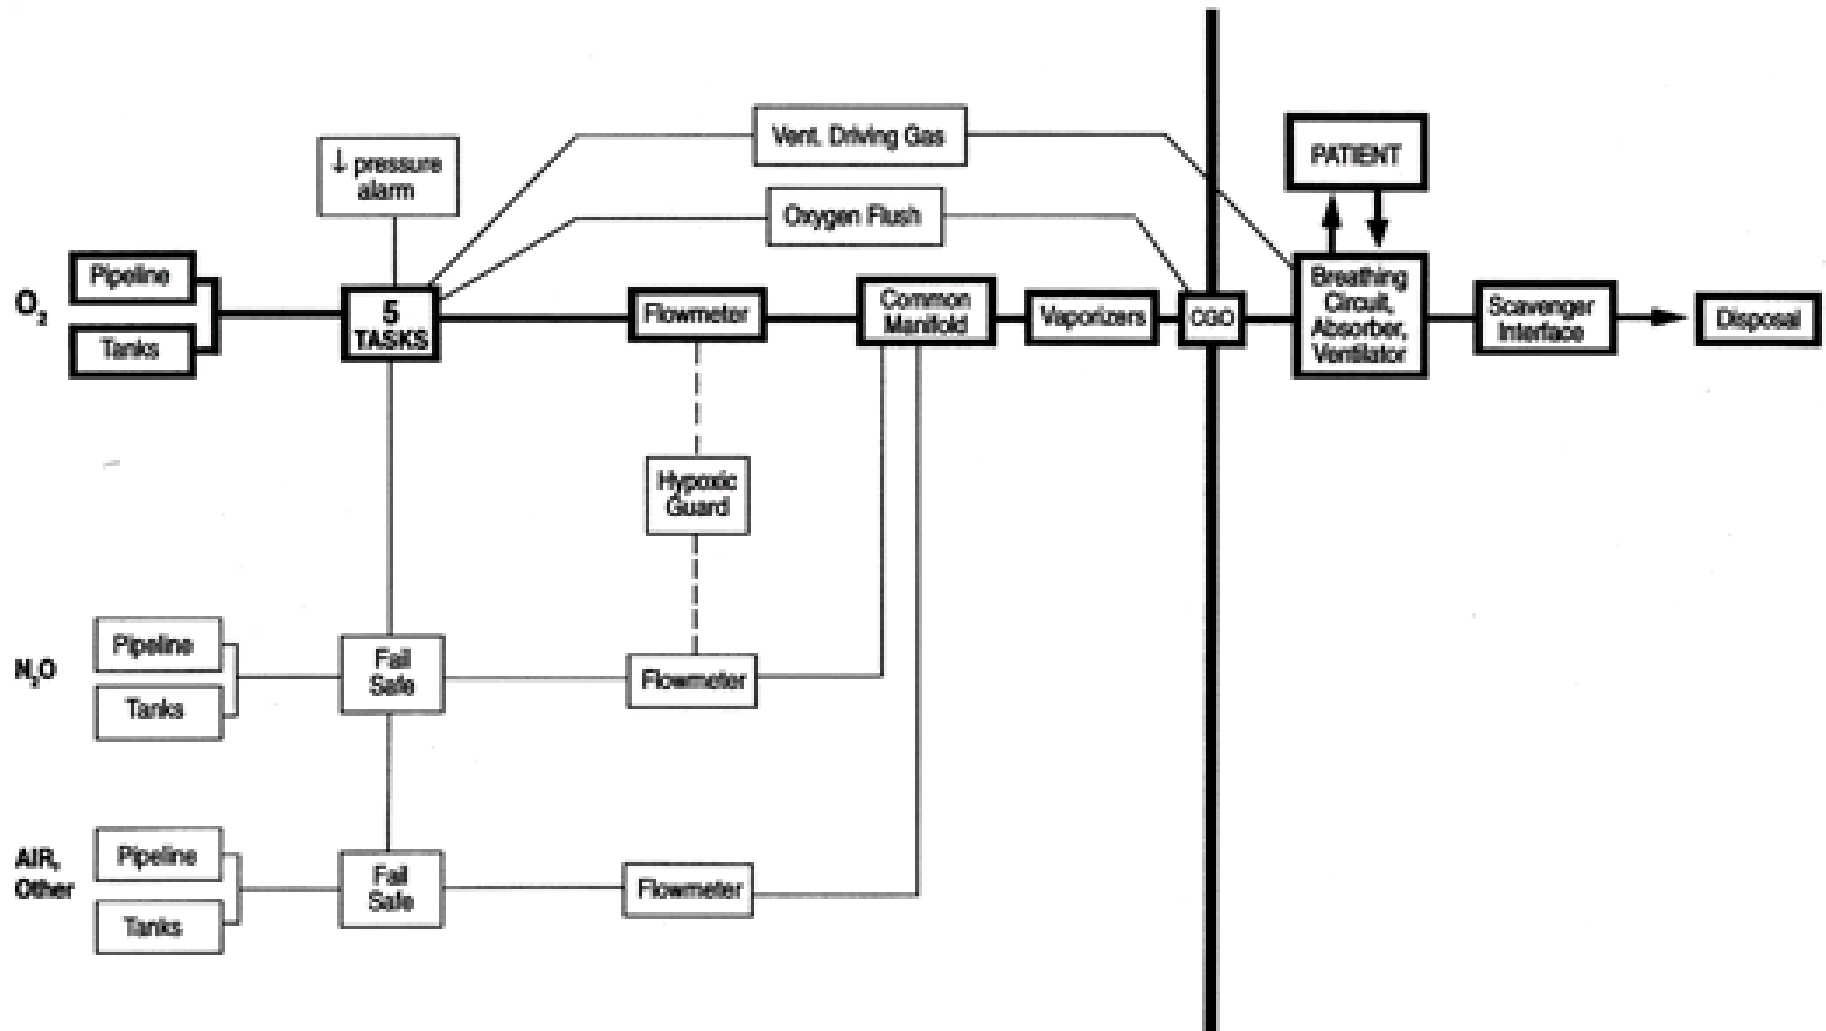 Vent. Driving Gas
↓ pressure
alarm
PATIENT
Oxygen Flush
O₂
Pipeline
Tanks
5
TASKS
Flowmeter
Common
Manifold
Vaporizers
CGO
Breathing
Circuit,
Absorber,
Ventilator
Scavenger
Interface
Disposal
Hypoxic
Guard
N₂O
Pipeline
Tanks
Fail
Safe
Flowmeter
AIR,
Other
Pipeline
Tanks
Fail
Safe
Flowmeter